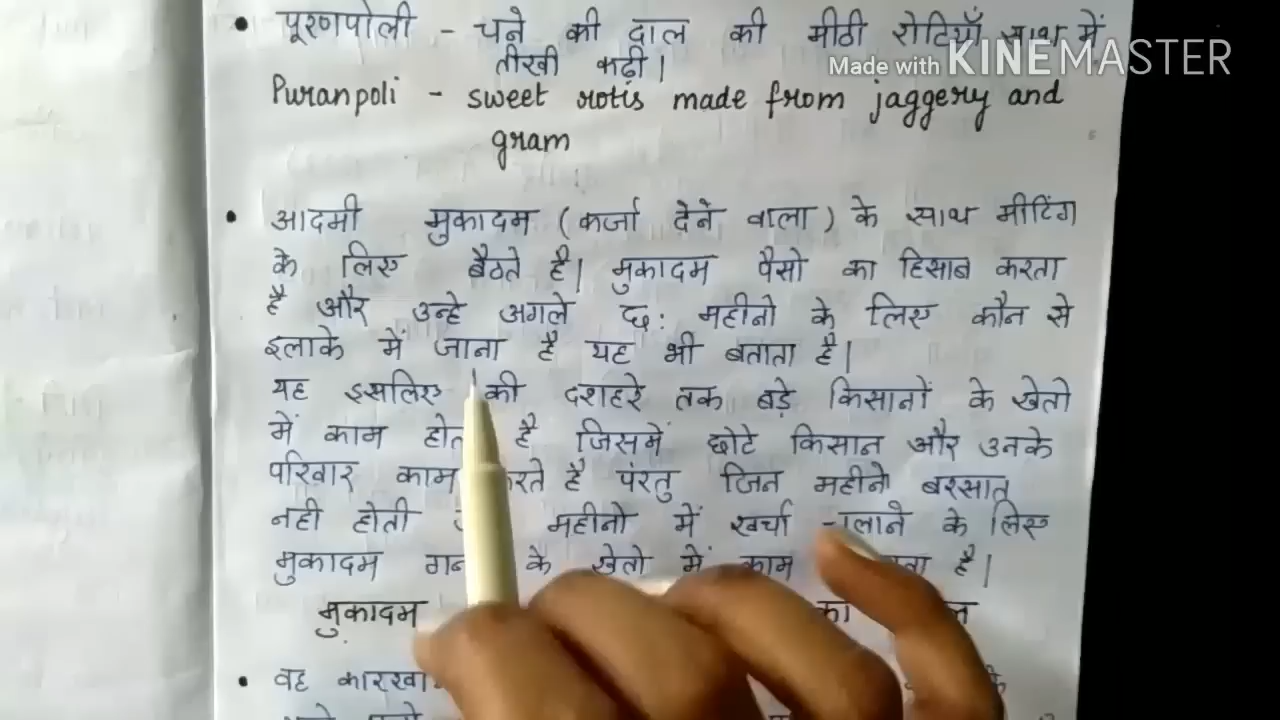 पूरणपोली - चने की दाल की मीठी रोटियाँ साथ में
तीखी कढ़ी।
Made with KINEMASTER
Puranpoli - sweet rotis made from jaggery and
gram
आदमी मुकादम (कर्जा देने वाला) के साथ मीटिंग
के लिए बैठते है। मुकादम पैसो का हिसाब करता
है और उन्हे अगले छः महीनो के लिए कौन से
इलाके में जाना है यह भी बताता है।
यह इसलिए की दशहरे तक बड़े किसानों के खेतो
में काम है जिसमें छोटे किसान और उनके
परिवार काम है परंतु जिन महीनो बरसात
नही होती महीनो में खर्चा के लिए
मुकादम के खेतो में काम है।
मुकादम का
वह